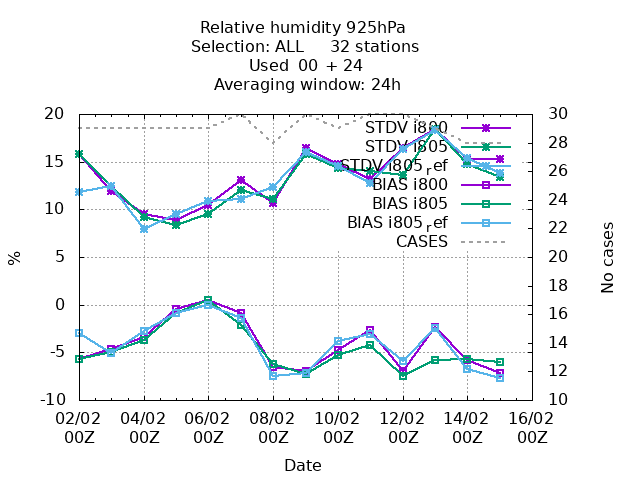 Relative humidity 925hPa
Selection: ALL 32 stations
Used 00 + 24
Averaging window: 24h
20 30
STDV i800
28
STDV i805
15 STDV i805ref 26
BIAS i800
10 BIAS i805 24
BIAS i805ref
22
CASES
5 20
18
0
16
-5 14
12
-10 10
02/02 04/02 06/02 08/02 10/02 12/02 14/02 16/02
00Z 00Z 00Z 00Z 00Z 00Z 00Z 00Z
Date
%
No cases